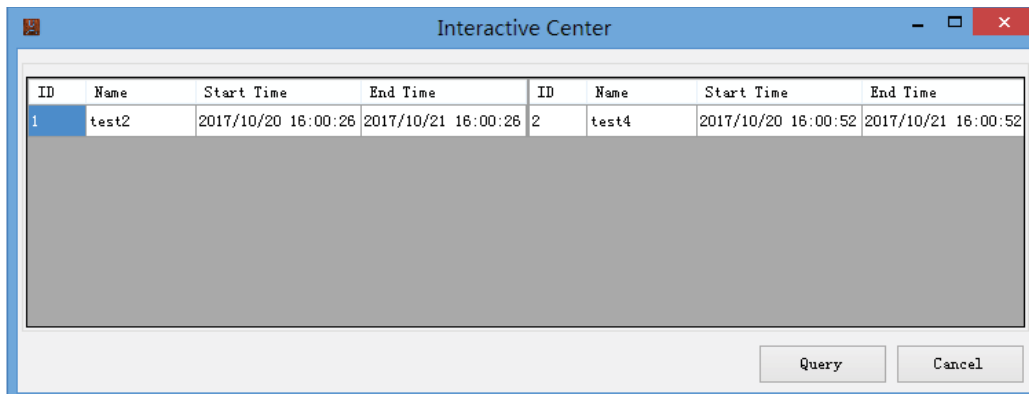 Interactive Center
ID Name Start Time End Time ID Name Start Time End Time
1 test2 2017/10/20 16:00:26 2017/10/21 16:00:26 2 test4 2017/10/20 16:00:52 2017/10/21 16:00:52
Query Cancel